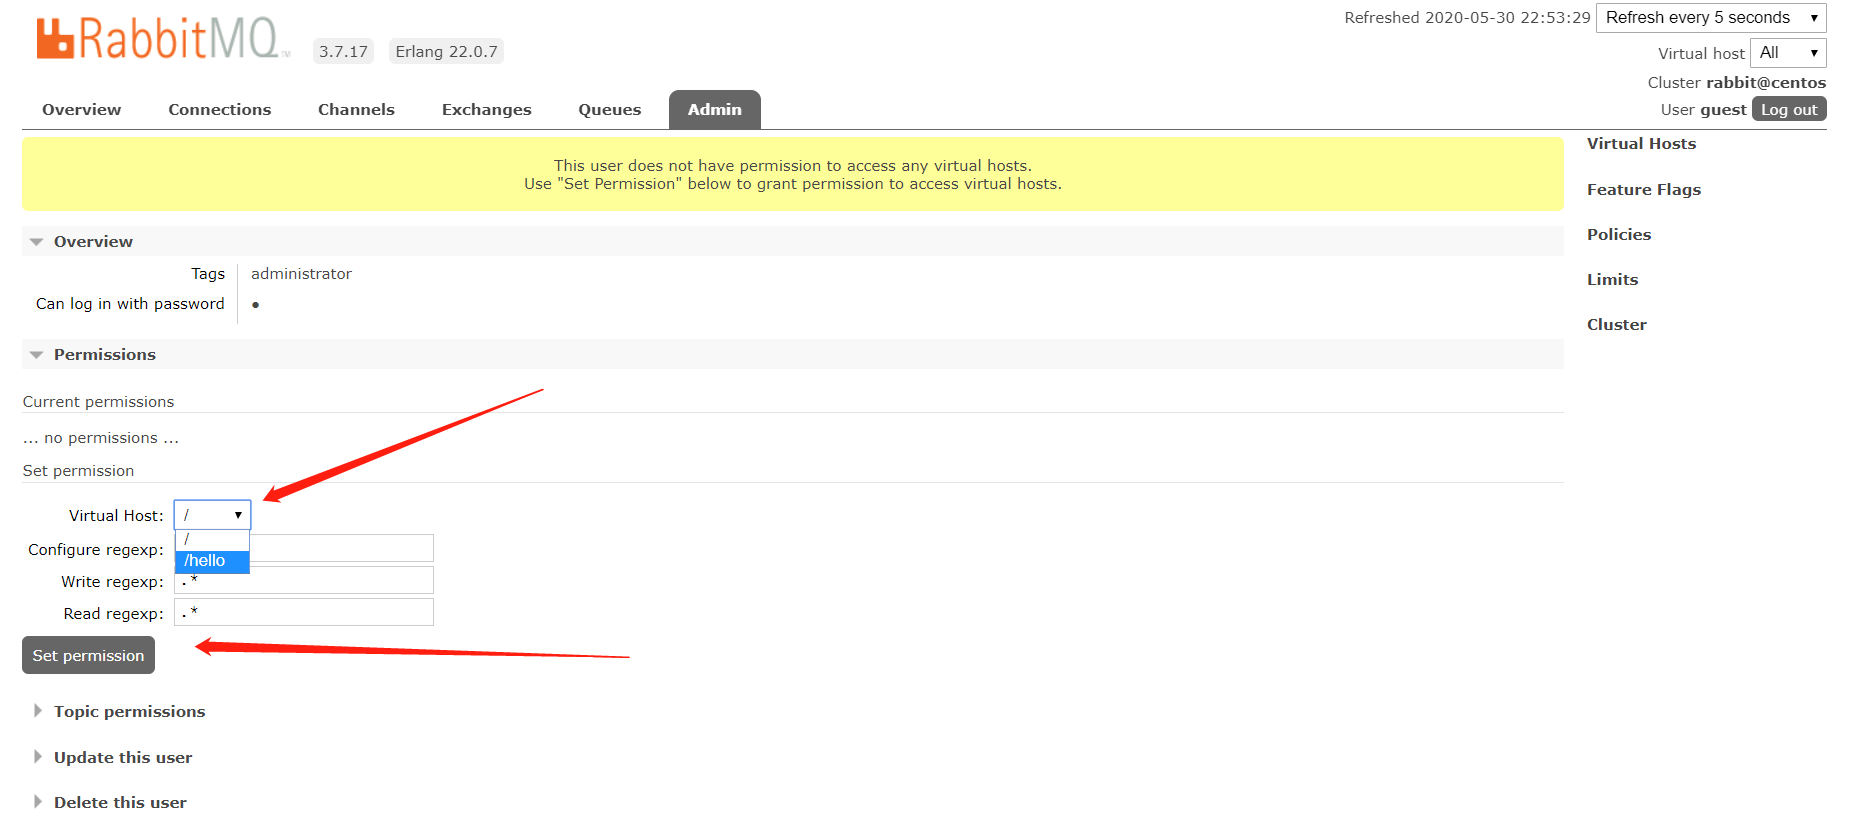 RabbitMQ TM 3.7.17 Erlang 22.0.7
Refreshed 2020-05-30 22:53:29 Refresh every 5 seconds
Virtual host All
Cluster rabbit@centos
User guest Log out
Overview Connections Channels Exchanges Queues Admin
This user does not have permission to access any virtual hosts.
Use "Set Permission" below to grant permission to access virtual hosts.
Virtual Hosts
Feature Flags
Policies
Limits
Cluster
Overview
Tags administrator
Can log in with password ●
Permissions
Current permissions
... no permissions ...
Set permission
Virtual Host: /
/
/hello
Configure regexp:
Write regexp: .*
Read regexp: .*
Set permission
Topic permissions
Update this user
Delete this user